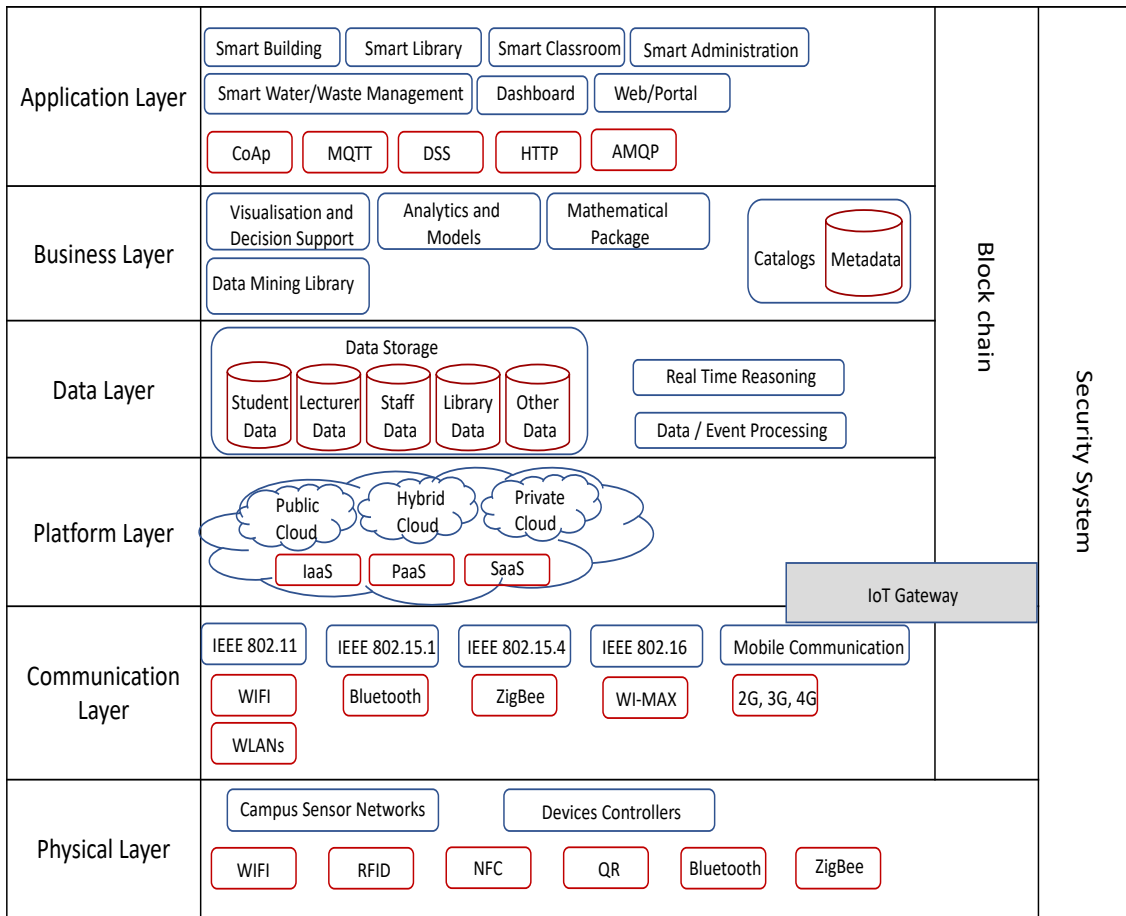 Smart Building
Smart Library
Smart Classroom
Smart Administration
Application Layer
Smart Water/Waste Management
Dashboard
Web/Portal
CoAp
MQTT
DSS
HTTP
AMQP
Business Layer
Visualisation and
Decision Support
Analytics and
Models
Mathematical
Package
Catalogs
Metadata
Data Mining Library
Block chain
Data Layer
Data Storage
Student
Data
Lecturer
Data
Staff
Data
Library
Data
Other
Data
Real Time Reasoning
Data / Event Processing
Security System
Platform Layer
Public
Cloud
Hybrid
Cloud
Private
Cloud
IaaS
PaaS
SaaS
IoT Gateway
Communication
Layer
IEEE 802.11
IEEE 802.15.1
IEEE 802.15.4
IEEE 802.16
Mobile Communication
WIFI
Bluetooth
ZigBee
WI-MAX
2G, 3G, 4G
WLANs
Physical Layer
Campus Sensor Networks
Devices Controllers
WIFI
RFID
NFC
QR
Bluetooth
ZigBee